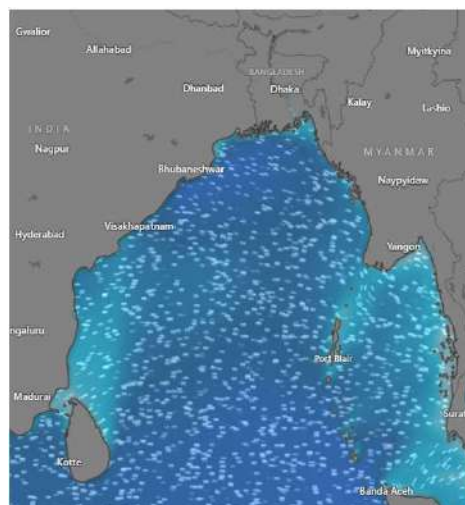 Gwalior
Allahabad
Myitkyina
BANGLADESH
Dhanbad
Dhaka
Kalay
Lashio
INDIA
Nagpur
MYANMAR
Bhubaneshwar
Naypyidaw
Visakhapatnam
Hyderabad
Yangon
engaluru
Port Blair
Madurai
Surat
Kotte
Banda Aceh